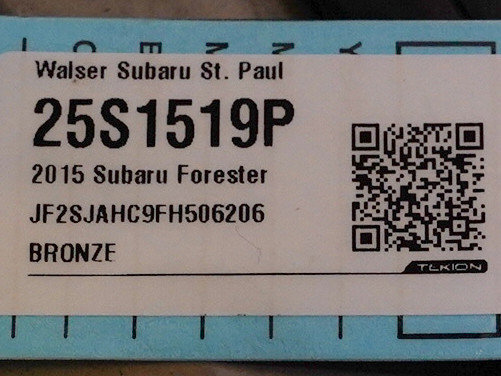 Walser Subaru St. Paul
25S1519P
2015 Subaru Forester
JF2SJAHC9FH506206
BRONZE
TEKION